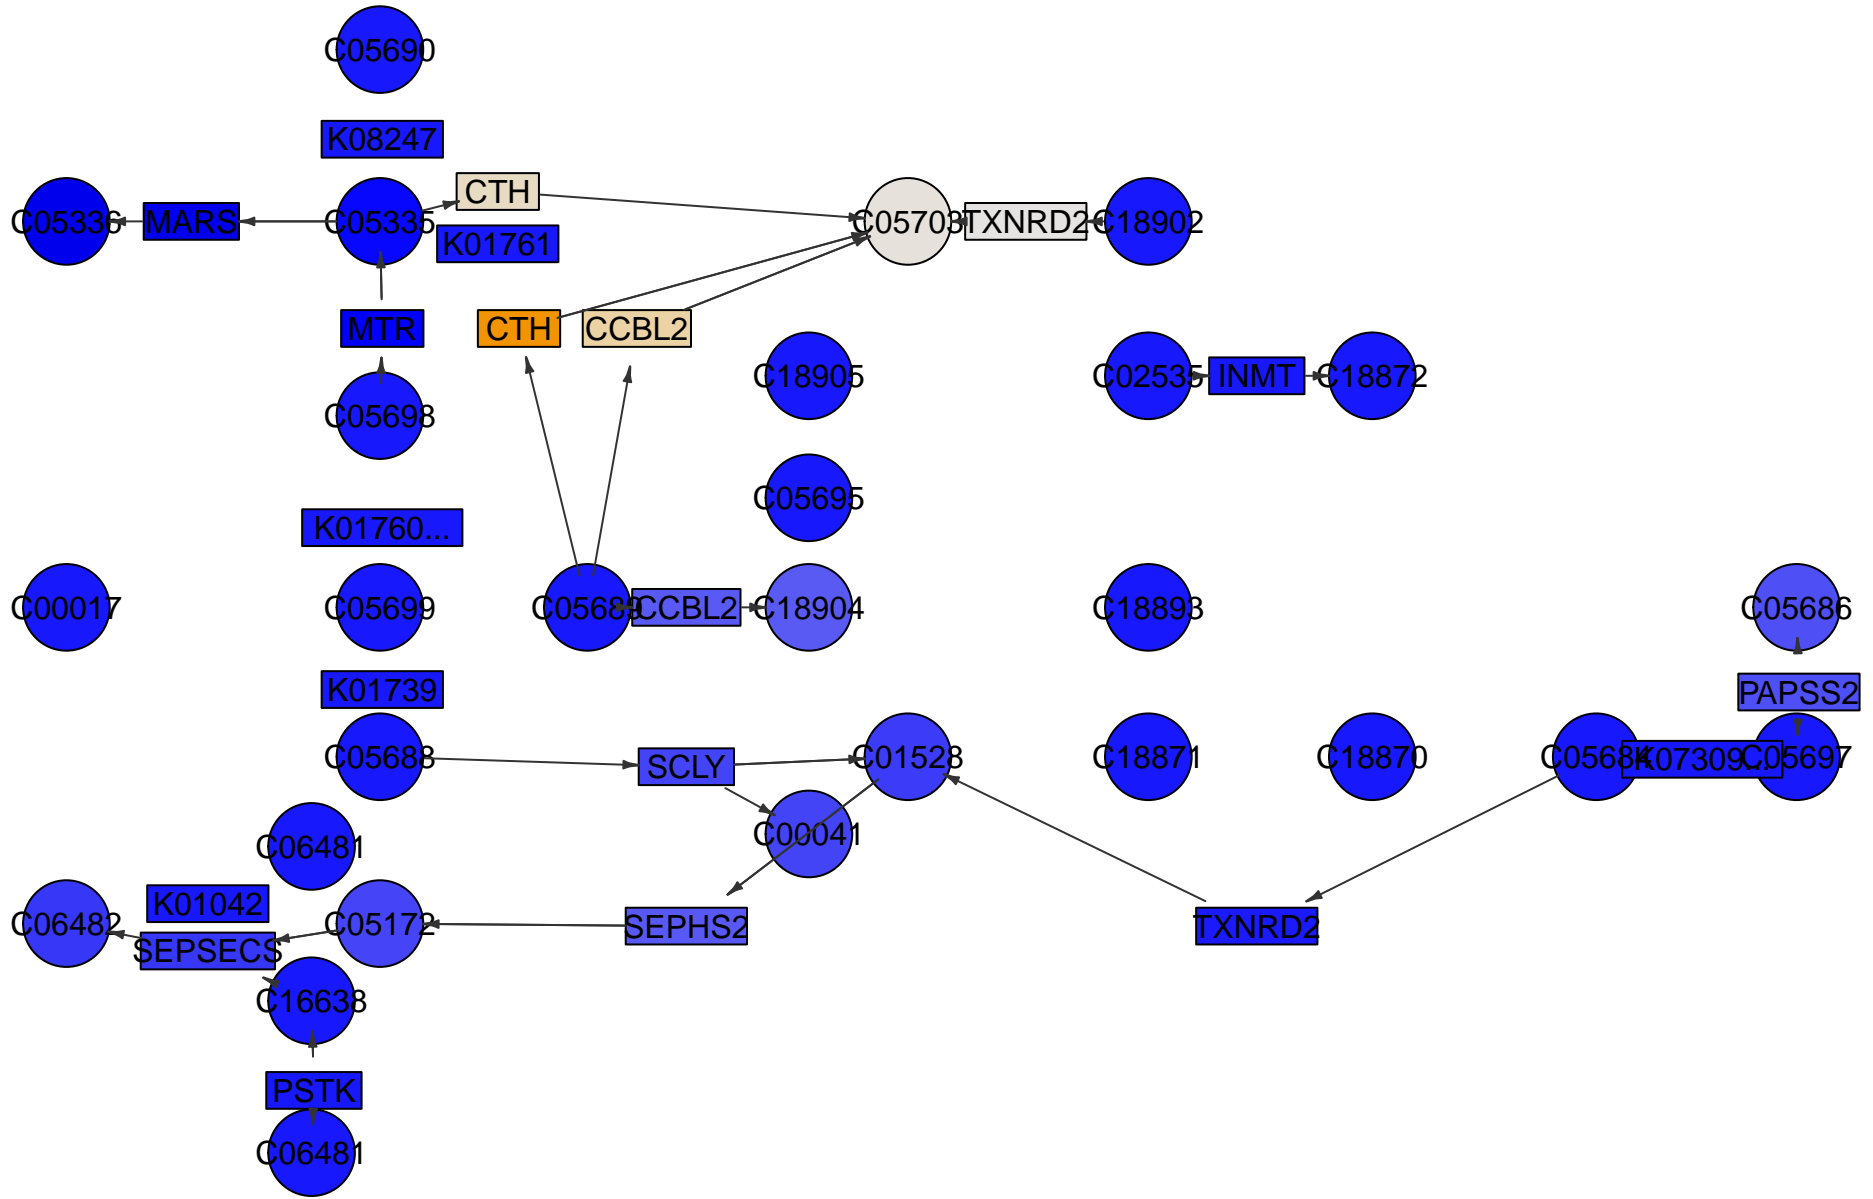 C05690
K08247
CTH
C05336
MARS
C05335
C05703
TXNRD2
C18902
K01761
MTR
CTH
CCBL2
C18905
C02535
INMT
C18872
C05698
C05695
K01760...
C00017
C05699
C05689
CCBL2
C18904
C18893
C05686
K01739
PAPSS2
C05688
SCLY
C01528
C18871
C18870
C05684
K07309...
C05697
C00041
C06481
K01042
C06482
C05172
SEPHS2
TXNRD2
SEPSECS
C16638
PSTK
C06481